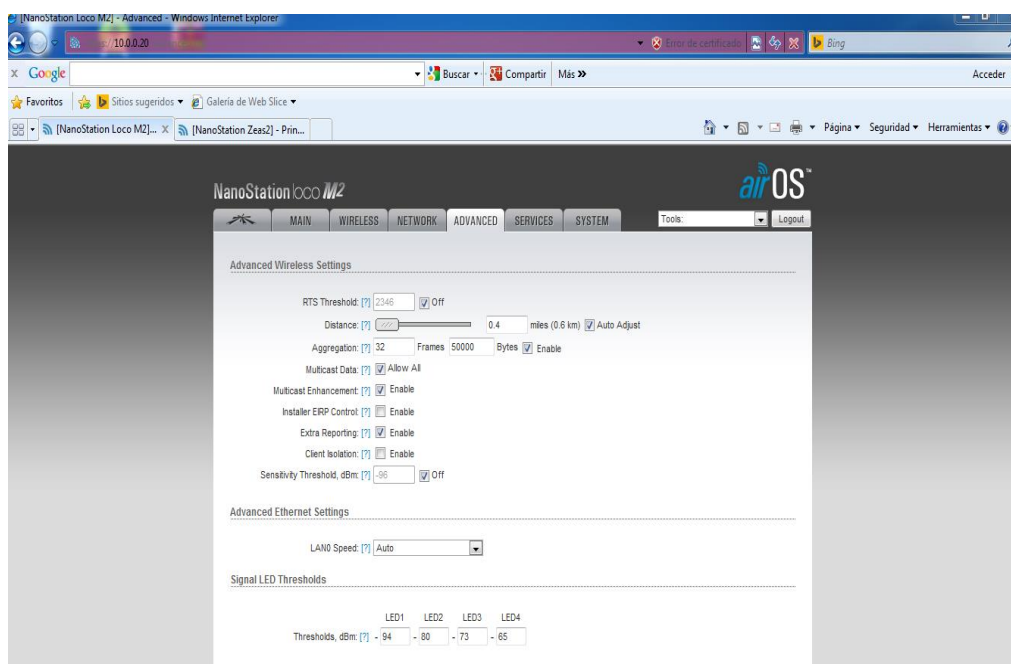 [NanoStation Loco M2] - Advanced - Windows Internet Explorer
10.0.0.20
Error de certificado
Bing
x Google
Buscar
Compartir
Más »
Acceder
Favoritos
Sitios sugeridos
Galería de Web Slice
[NanoStation Loco M2]... X
[NanoStation Zeas2] - Prin...
Página
Seguridad
Herramientas
NanoStation loco M2
airOS™
MAIN
WIRELESS
NETWORK
ADVANCED
SERVICES
SYSTEM
Tools:
Logout
Advanced Wireless Settings
RTS Threshold: [?] 2346 Off
Distance: [?] 0.4 miles (0.6 km) Auto Adjust
Aggregation: [?] 32 Frames 50000 Bytes Enable
Multicast Data: [?] Allow All
Multicast Enhancement: [?] Enable
Installer EIRP Control: [?] Enable
Extra Reporting: [?] Enable
Client Isolation: [?] Enable
Sensitivity Threshold, dBm: [?] -96 Off
Advanced Ethernet Settings
LAN0 Speed: [?] Auto
Signal LED Thresholds
LED1 LED2 LED3 LED4
Thresholds, dBm: [?] - 94 - 80 - 73 - 65